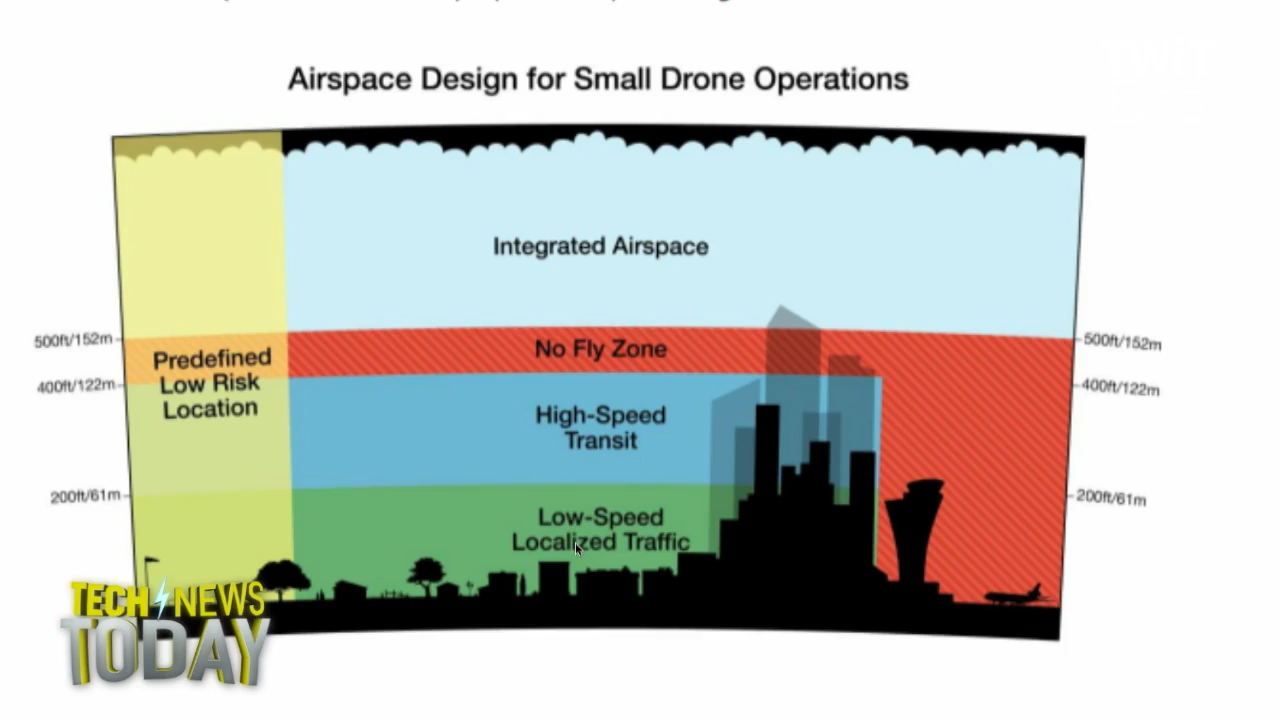 Airspace Design for Small Drone Operations
Integrated Airspace
500ft/152m
500ft/152m
No Fly Zone
Predefined
Low Risk
Location
400ft/122m
400ft/122m
High-Speed
Transit
200ft/61m
200ft/61m
Low-Speed
Localized Traffic
TECH NEWS
TODAY